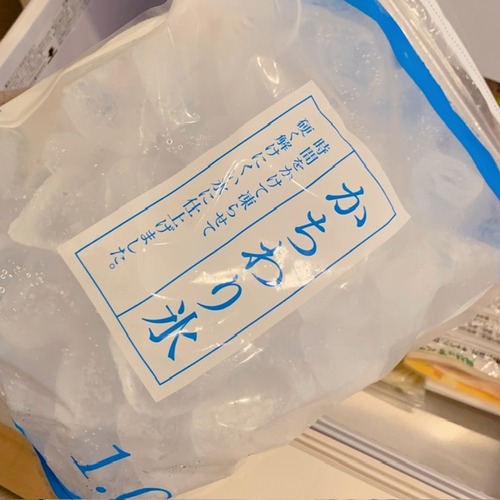 かちわり氷
時間をかけて凍らせて
硬く解けにくい氷に仕上げました。
1.